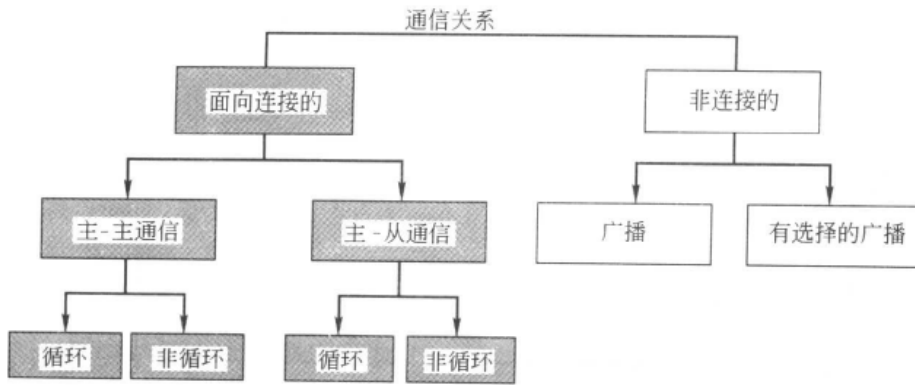 通信关系
面向连接的
非连接的
主-主通信
主-从通信
广播
有选择的广播
循环
非循环
循环
非循环